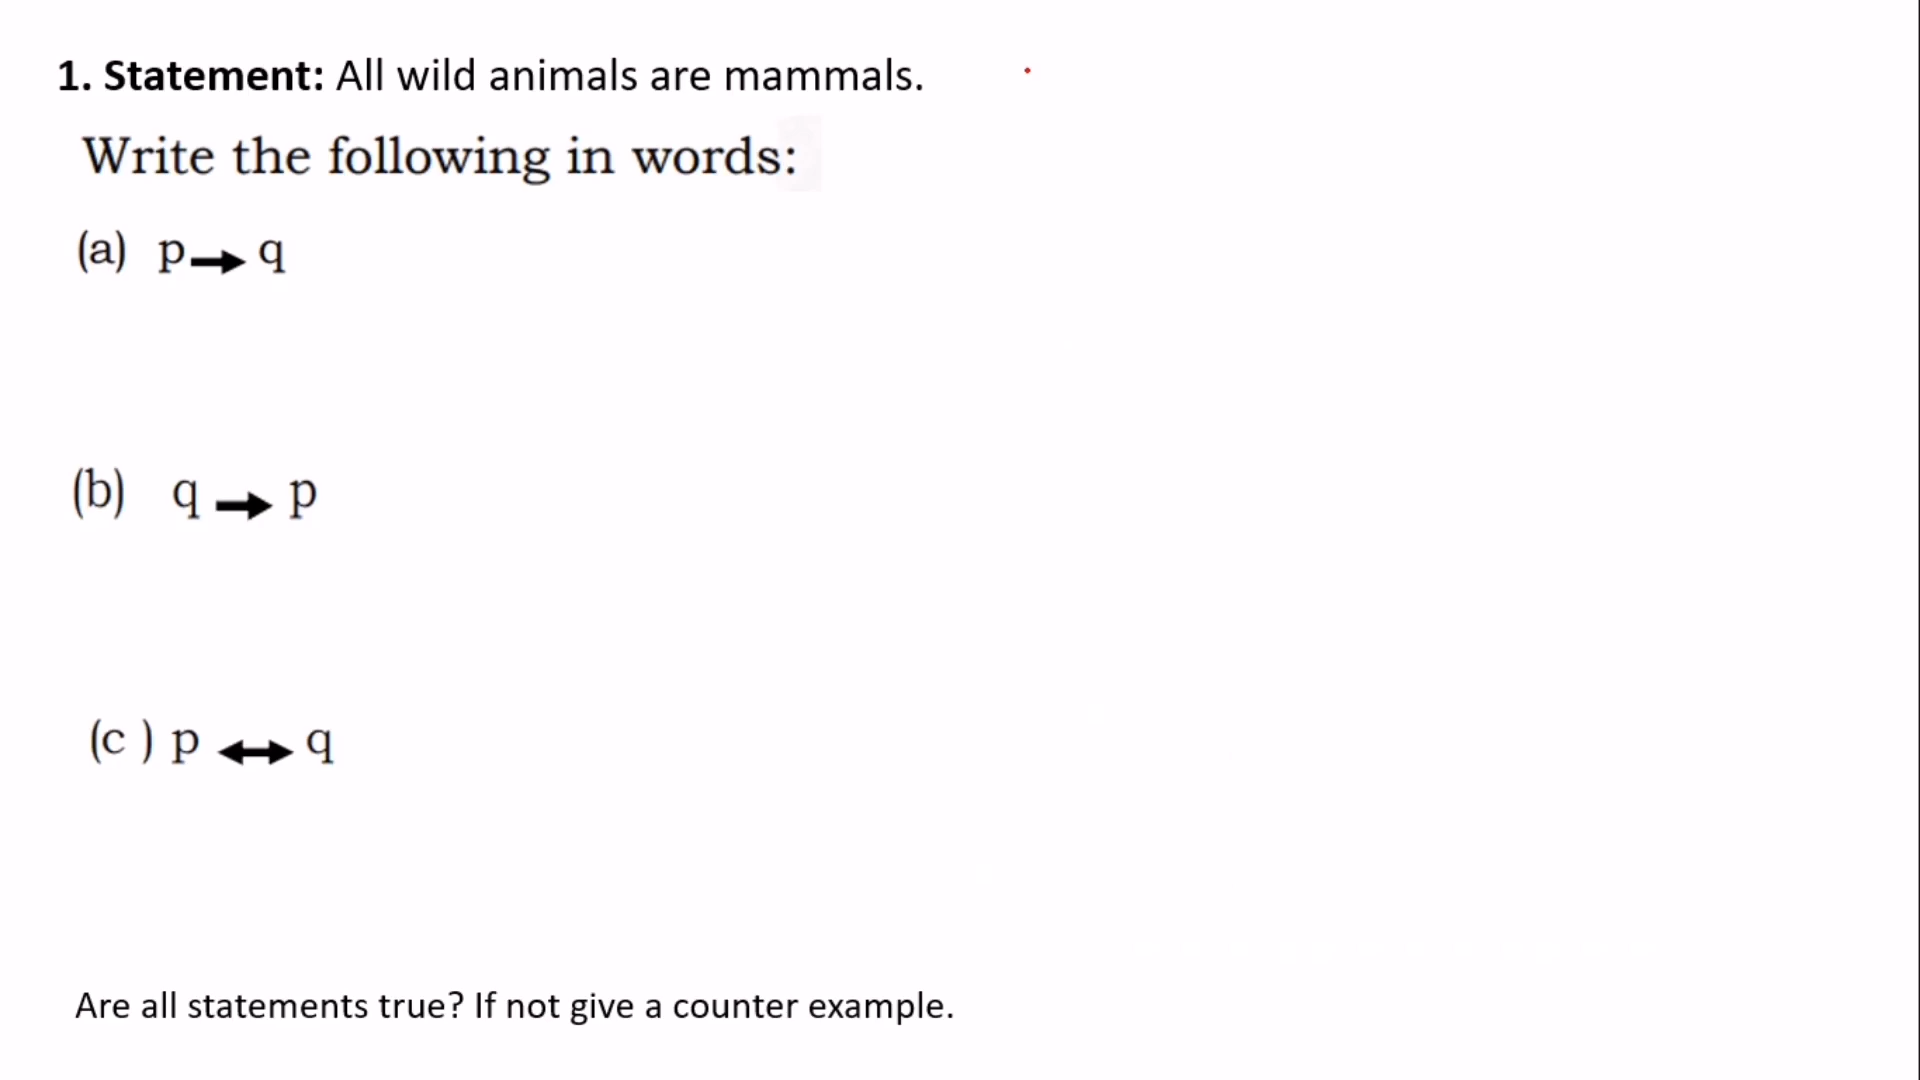 1. Statement: All wild animals are mammals.
Write the following in words:
(a) p → q
(b) q → p
(c ) p ↔ q
Are all statements true? If not give a counter example.